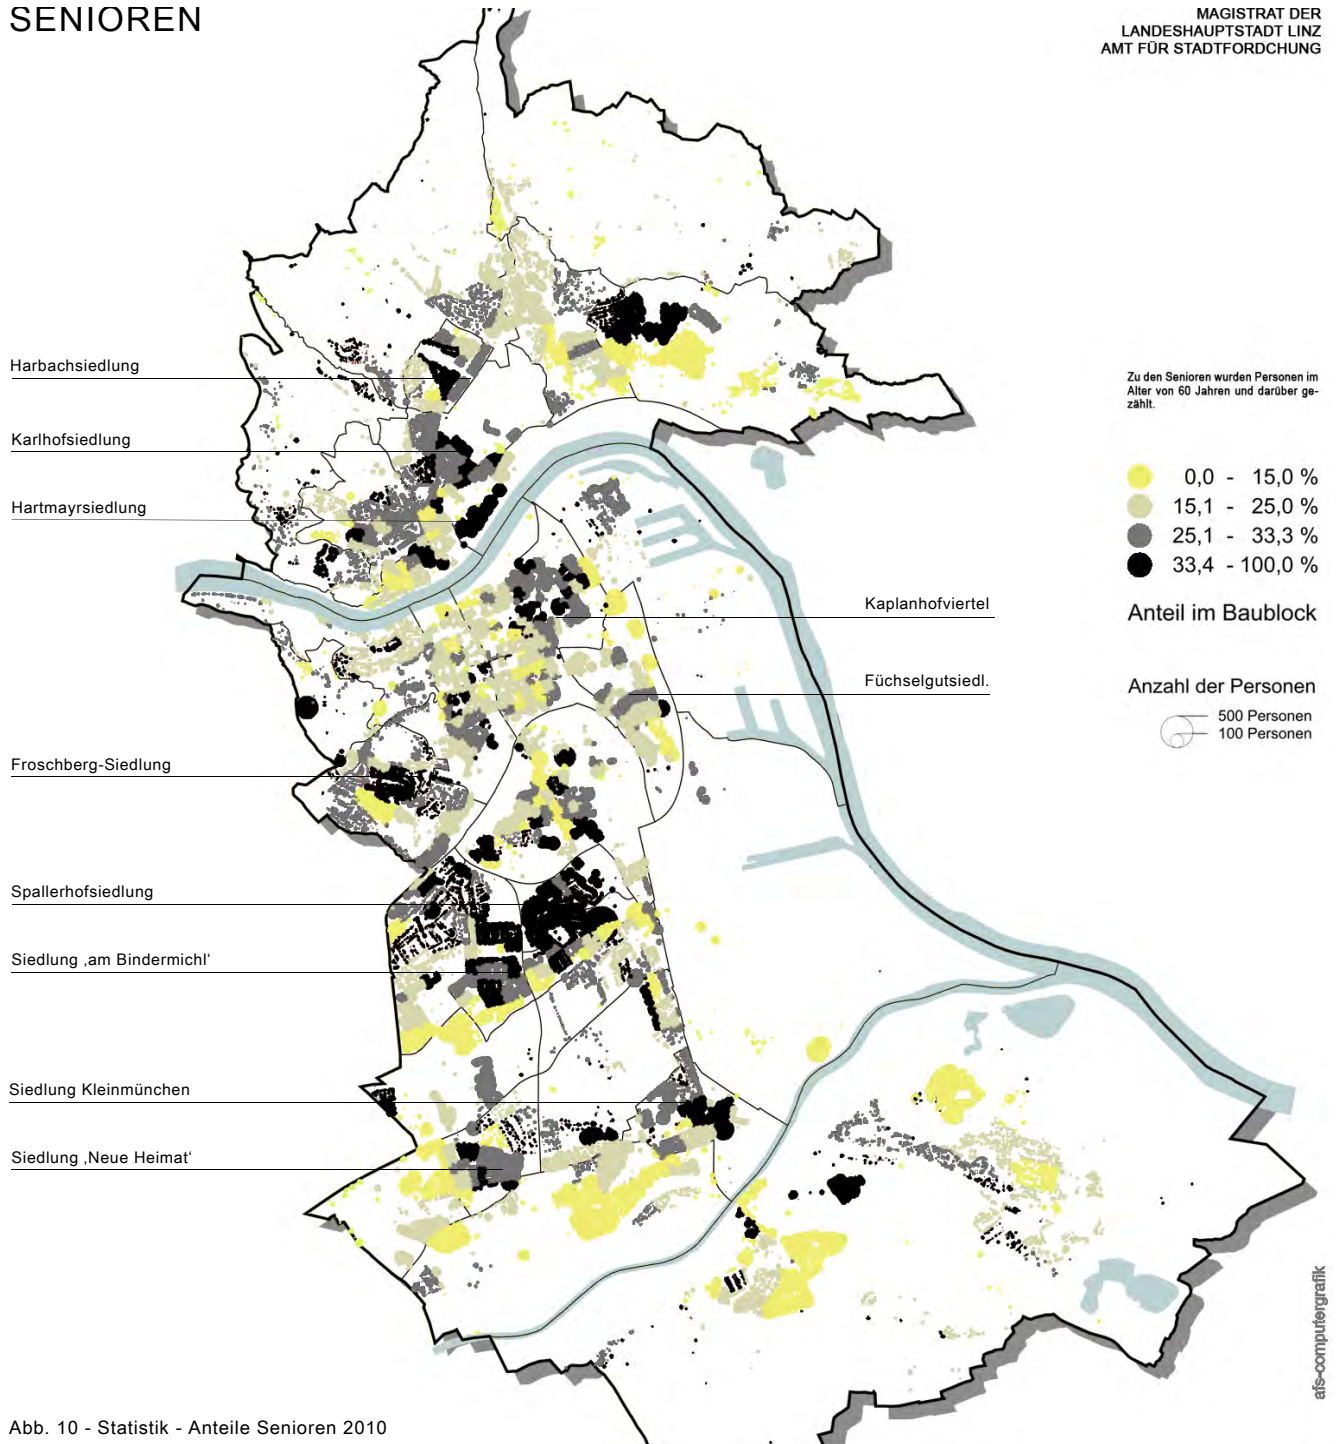 SENIOREN
MAGISTRAT DER
LANDESHAUPTSTADT LINZ
AMT FÜR STADTFORDCHUNG
Harbachsiedlung
Karlhofsiedlung
Hartmayrsiedlung
Kaplanhofviertel
Füchselgutsiedl.
Froschberg-Siedlung
Spallerhofsiedlung
Siedlung ‚am Bindermichl‘
Siedlung Kleinmünchen
Siedlung ‚Neue Heimat‘
Zu den Senioren wurden Personen im
Alter von 60 Jahren und darüber ge-
zählt.
0,0 - 15,0 %
15,1 - 25,0 %
25,1 - 33,3 %
33,4 - 100,0 %
Anteil im Baublock
Anzahl der Personen
500 Personen
100 Personen
afs-computergrafik
Abb. 10 - Statistik - Anteile Senioren 2010